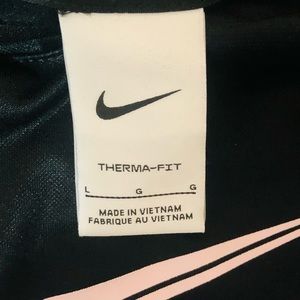 THERMA-FIT
L G G
MADE IN VIETNAM
FABRIQUE AU VIETNAM